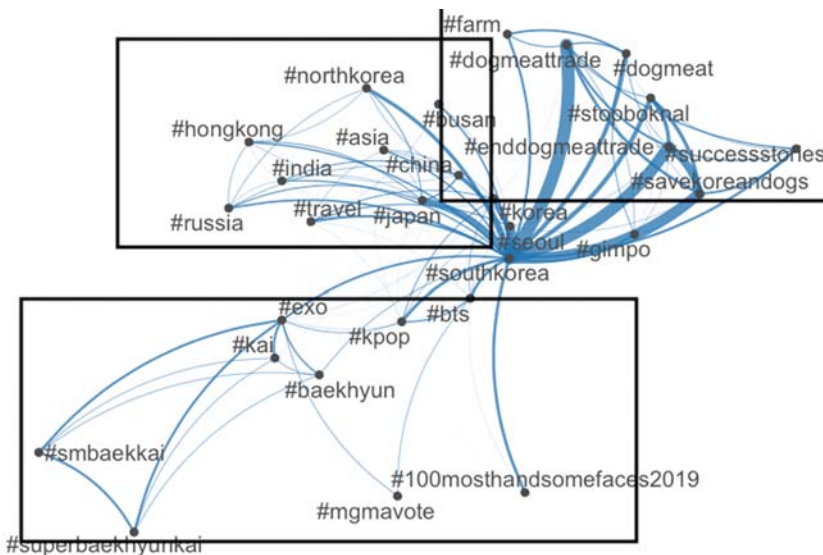 #farm
#dogmeattrade
#dogmeat
#northkorea
#stopboknal
#busan
#hongkong
#asia
#enddogmeattrade
#successstories
#india
#china
#savekoreandogs
#russia
#travel
#japan
#korea
#seoul
#gimpo
#southkorea
#exo
#bts
#kpop
#kai
#baekhyun
#smbaekkai
#100mosthandsomefaces2019
#mgmavote
#superbaekhyunkai